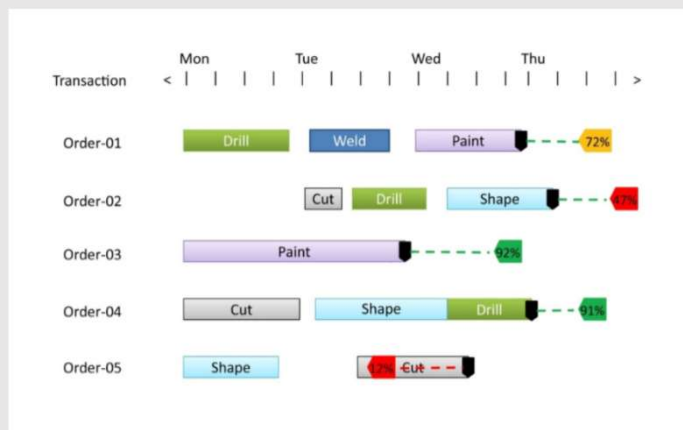 Mon Tue Wed Thu
Transaction < | | | | | | | | | | | | | | | | >
Order-01 Drill Weld Paint 72%
Order-02 Cut Drill Shape 47%
Order-03 Paint 92%
Order-04 Cut Shape Drill 91%
Order-05 Shape 12% Cut